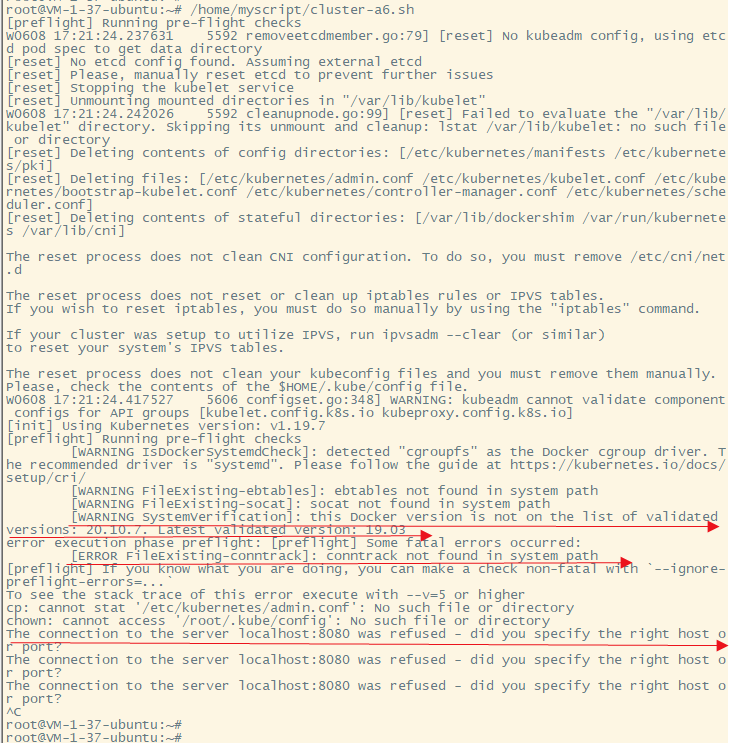 root@VM-1-37-ubuntu:~# /home/myscript/cluster-a6.sh
[preflight] Running pre-flight checks
W0608 17:21:24.237631    5592 removeetcdmember.go:79] [reset] No kubeadm config, using etc
d pod spec to get data directory
[reset] No etcd config found. Assuming external etcd
[reset] Please, manually reset etcd to prevent further issues
[reset] Stopping the kubelet service
[reset] Unmounting mounted directories in "/var/lib/kubelet"
W0608 17:21:24.242026    5592 cleanupnode.go:99] [reset] Failed to evaluate the "/var/lib/
kubelet" directory. Skipping its unmount and cleanup: lstat /var/lib/kubelet: no such file
 or directory
[reset] Deleting contents of config directories: [/etc/kubernetes/manifests /etc/kubernete
s/pki]
[reset] Deleting files: [/etc/kubernetes/admin.conf /etc/kubernetes/kubelet.conf /etc/kube
rnetes/bootstrap-kubelet.conf /etc/kubernetes/controller-manager.conf /etc/kubernetes/sche
duler.conf]
[reset] Deleting contents of stateful directories: [/var/lib/dockershim /var/run/kubernete
s /var/lib/cni]

The reset process does not clean CNI configuration. To do so, you must remove /etc/cni/net
.d

The reset process does not reset or clean up iptables rules or IPVS tables.
If you wish to reset iptables, you must do so manually by using the "iptables" command.

If your cluster was setup to utilize IPVS, run ipvsadm --clear (or similar)
to reset your system's IPVS tables.

The reset process does not clean your kubeconfig files and you must remove them manually.
Please, check the contents of the $HOME/.kube/config file.
W0608 17:21:24.417527    5606 configset.go:348] WARNING: kubeadm cannot validate component
 configs for API groups [kubelet.config.k8s.io kubeproxy.config.k8s.io]
[init] Using Kubernetes version: v1.19.7
[preflight] Running pre-flight checks
        [WARNING IsDockerSystemdCheck]: detected "cgroupfs" as the Docker cgroup driver. T
he recommended driver is "systemd". Please follow the guide at https://kubernetes.io/docs/
setup/cri/
        [WARNING FileExisting-ebtables]: ebtables not found in system path
        [WARNING FileExisting-socat]: socat not found in system path
        [WARNING SystemVerification]: this Docker version is not on the list of validated
versions: 20.10.7. Latest validated version: 19.03
error execution phase preflight: [preflight] Some fatal errors occurred:
        [ERROR FileExisting-conntrack]: conntrack not found in system path
[preflight] If you know what you are doing, you can make a check non-fatal with `--ignore-
preflight-errors=...`
To see the stack trace of this error execute with --v=5 or higher
cp: cannot stat '/etc/kubernetes/admin.conf': No such file or directory
chown: cannot access '/root/.kube/config': No such file or directory
The connection to the server localhost:8080 was refused - did you specify the right host o
r port?
The connection to the server localhost:8080 was refused - did you specify the right host o
r port?
The connection to the server localhost:8080 was refused - did you specify the right host o
r port?
^C
root@VM-1-37-ubuntu:~#
root@VM-1-37-ubuntu:~#